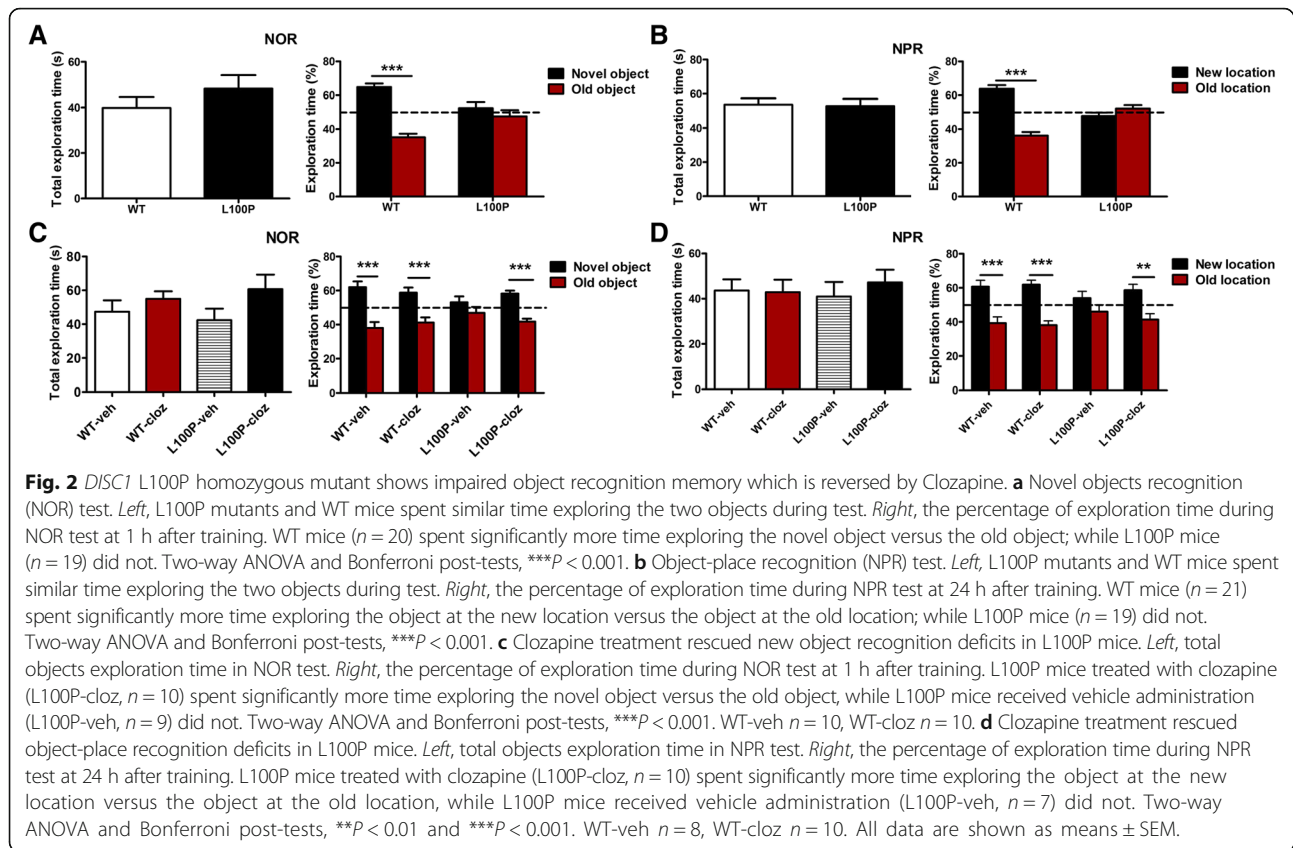 A
NOR
Total exploration time (s)
60
40
20
0
WT
L100P
Exploration time (%)
80
60
40
20
0
***
WT
L100P
Novel object
Old object
B
NPR
Total exploration time (s)
80
60
40
20
0
WT
L100P
Exploration time (%)
80
60
40
20
0
***
WT
L100P
New location
Old location
C
NOR
Total exploration time (s)
80
60
40
20
0
WT-veh
WT-cloz
L100P-veh
L100P-cloz
Exploration time (%)
80
60
40
20
0
***
***
***
WT-veh
WT-cloz
L100P-veh
L100P-cloz
Novel object
Old object
D
NPR
Total exploration time (s)
60
40
20
0
WT-veh
WT-cloz
L100P-veh
L100P-cloz
Exploration time (%)
80
60
40
20
0
***
***
**
WT-veh
WT-cloz
L100P-veh
L100P-cloz
New location
Old location
Fig. 2 DISC1 L100P homozygous mutant shows impaired object recognition memory which is reversed by Clozapine. a Novel objects recognition
(NOR) test. Left, L100P mutants and WT mice spent similar time exploring the two objects during test. Right, the percentage of exploration time during
NOR test at 1 h after training. WT mice (n = 20) spent significantly more time exploring the novel object versus the old object; while L100P mice
(n = 19) did not. Two-way ANOVA and Bonferroni post-tests, ***P < 0.001. b Object-place recognition (NPR) test. Left, L100P mutants and WT mice spent
similar time exploring the two objects during test. Right, the percentage of exploration time during NPR test at 24 h after training. WT mice (n = 21)
spent significantly more time exploring the object at the new location versus the object at the old location; while L100P mice (n = 19) did not.
Two-way ANOVA and Bonferroni post-tests, ***P < 0.001. c Clozapine treatment rescued new object recognition deficits in L100P mice. Left, total
objects exploration time in NOR test. Right, the percentage of exploration time during NOR test at 1 h after training. L100P mice treated with clozapine
(L100P-cloz, n = 10) spent significantly more time exploring the novel object versus the old object, while L100P mice received vehicle administration
(L100P-veh, n = 9) did not. Two-way ANOVA and Bonferroni post-tests, ***P < 0.001. WT-veh n = 10, WT-cloz n = 10. d Clozapine treatment rescued
object-place recognition deficits in L100P mice. Left, total objects exploration time in NPR test. Right, the percentage of exploration time during NPR
test at 24 h after training. L100P mice treated with clozapine (L100P-cloz, n = 10) spent significantly more time exploring the object at the new
location versus the object at the old location, while L100P mice received vehicle administration (L100P-veh, n = 7) did not. Two-way
ANOVA and Bonferroni post-tests, **P < 0.01 and ***P < 0.001. WT-veh n = 8, WT-cloz n = 10. All data are shown as means ± SEM.